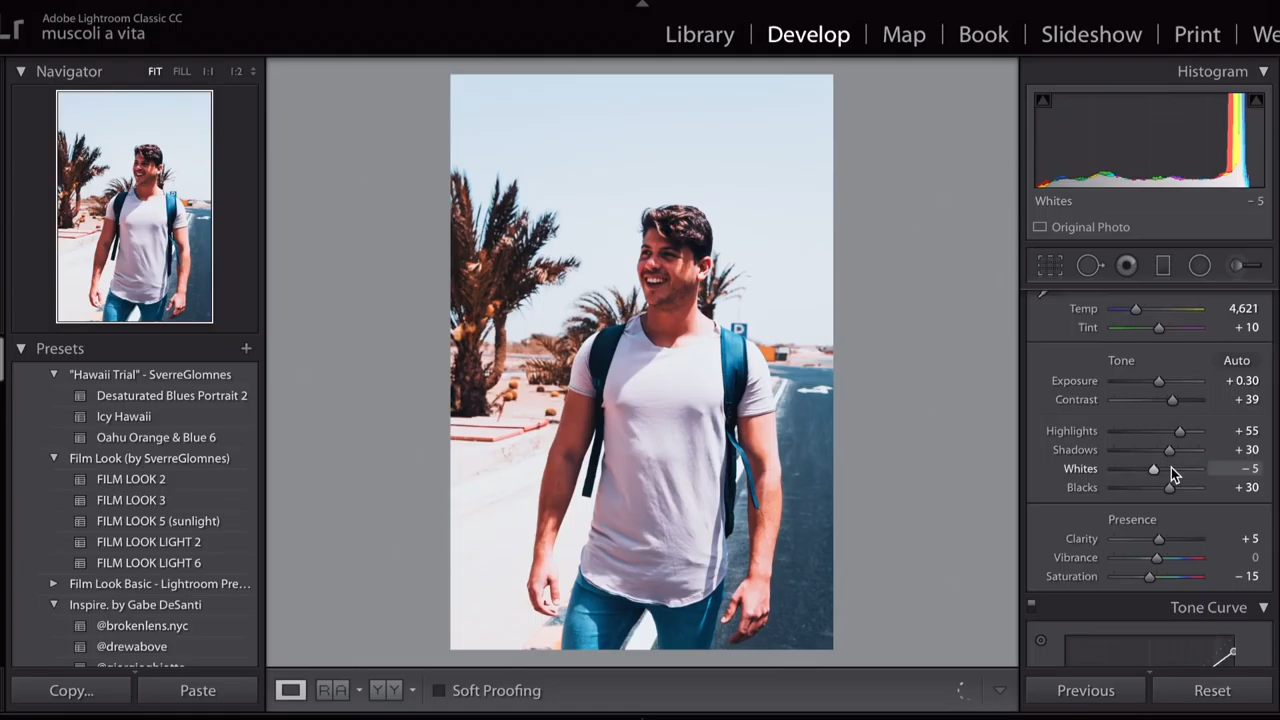 Lr
Adobe Lightroom Classic CC
muscoli a vita
Library | Develop | Map | Book | Slideshow | Print | We
Navigator FIT FILL 1:1 1:2
Presets +
"Hawaii Trial" - SverreGlomnes
Desaturated Blues Portrait 2
Icy Hawaii
Oahu Orange & Blue 6
Film Look (by SverreGlomnes)
FILM LOOK 2
FILM LOOK 3
FILM LOOK 5 (sunlight)
FILM LOOK LIGHT 2
FILM LOOK LIGHT 6
Film Look Basic - Lightroom Pre...
Inspire. by Gabe DeSanti
@brokenlens.nyc
@drewabove
Copy... Paste
P
RA YY Soft Proofing
Histogram
Whites - 5
Original Photo
Temp 4,621
Tint + 10
Tone Auto
Exposure + 0.30
Contrast + 39
Highlights + 55
Shadows + 30
Whites - 5
Blacks + 30
Presence
Clarity + 5
Vibrance 0
Saturation - 15
Tone Curve
Previous Reset